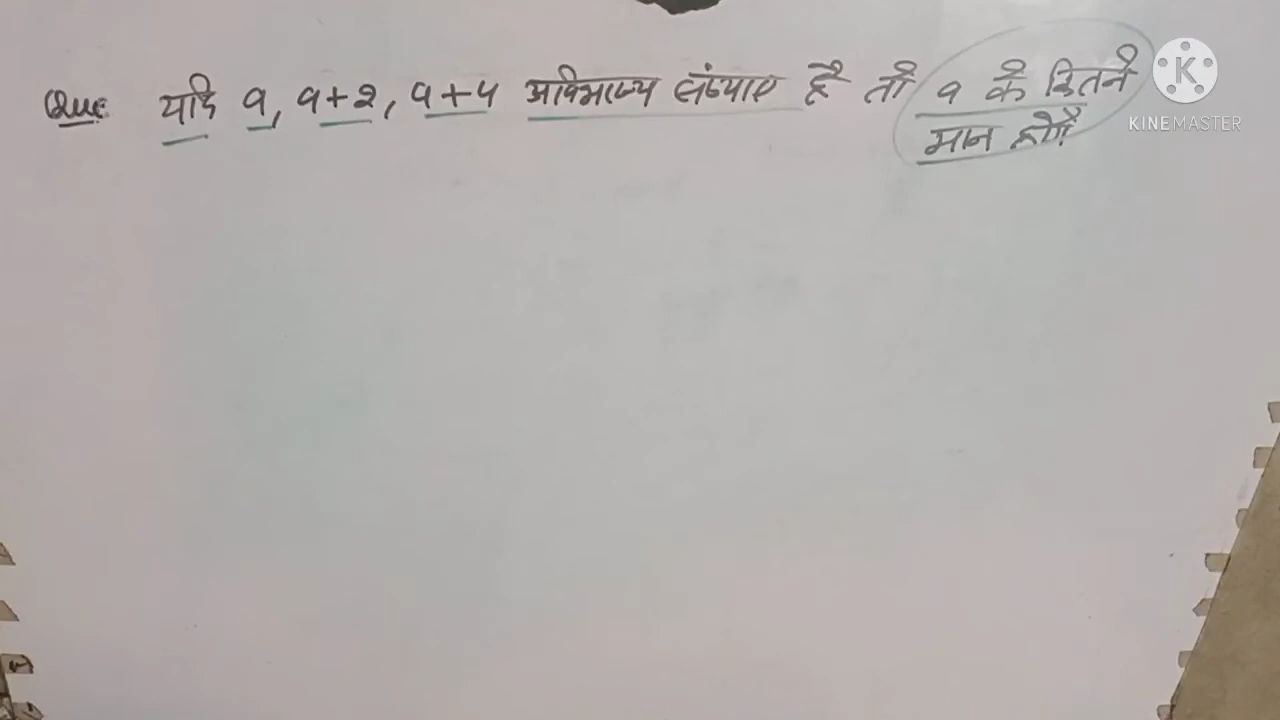 Que यदि a, a+2, a+4 अविभाज्य संख्याए है तो a के कितने
मान होगें
K
KINEMASTER